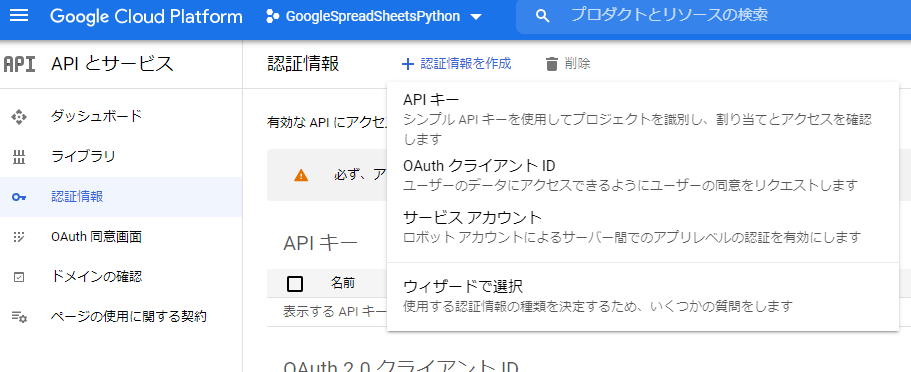 Google Cloud Platform
GoogleSpreadSheetsPython
プロダクトとリソースの検索
API
API とサービス
認証情報
認証情報を作成
削除
ダッシュボード
ライブラリ
認証情報
OAuth 同意画面
ドメインの確認
ページの使用に関する契約
有効な API にアクセ
必ず、ア
API キー
名前
表示する API キー
OAuth 2.0 クライアント ID
API キー
シンプル API キーを使用してプロジェクトを識別し、割り当てとアクセスを確認
します
OAuth クライアント ID
ユーザーのデータにアクセスできるようにユーザーの同意をリクエストします
サービス アカウント
ロボット アカウントによるサーバー間でのアプリレベルの認証を有効にします
ウィザードで選択
使用する認証情報の種類を決定するため、いくつかの質問をします